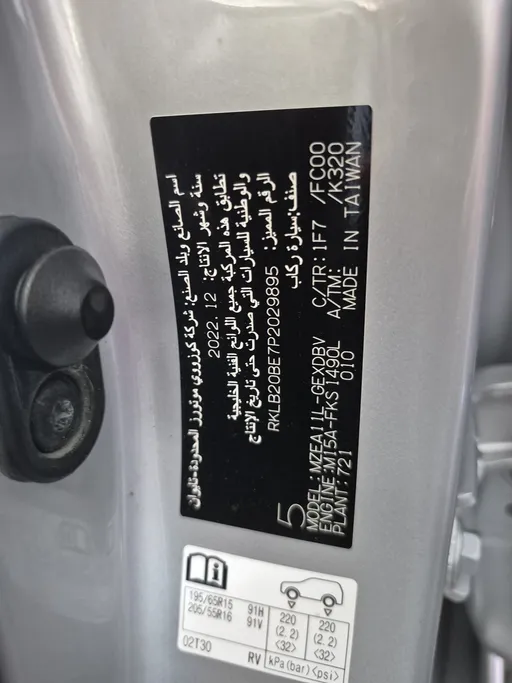 اسم الصانع وبلد الصنع: شركة كوزووي موتورز المحدودة-تايوان
سنة وشهر الإنتاج: 2022.12
تطابق هذه المركبة جميع اللوائح الفنية الخليجية
والوطنية للسيارات التي صدرت حتى تاريخ الإنتاج
الرقم المميز: RKLB20BE7P2029895
صنف: سيارة ركاب
5
MODEL:MZEA11L-GEXDBV C/TR:1F7 /FC00
ENGINE:M15A-FKS 1490L A/TM: /K320
PLANT:721 010 MADE IN TAIWAN
195/65R15 91H
205/55R16 91V
220 (2.2) <32>
220 (2.2) <32>
02T30 RV kPa(bar)<psi>